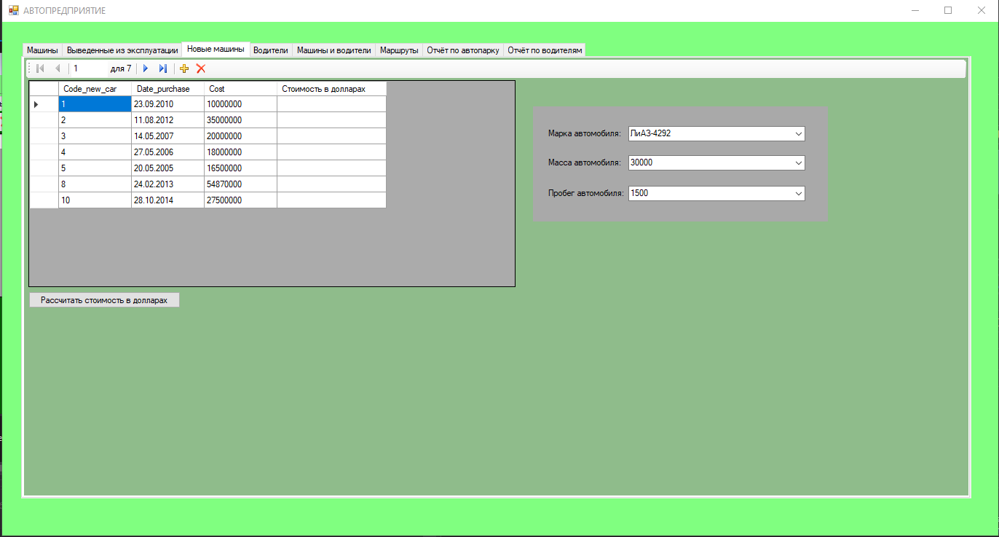 АВТОПРЕДПРИЯТИЕ
Машины Выведенные из эксплуатации Новые машины Водители Машины и водители Маршруты Отчёт по автопарку Отчёт по водителям
1 для 7
Code_new_car Date_purchase Cost Стоимость в долларах
1 23.09.2010 10000000
2 11.08.2012 35000000
3 14.05.2007 20000000
4 27.05.2006 18000000
5 20.05.2005 16500000
8 24.02.2013 54870000
10 28.10.2014 27500000
Марка автомобиля: ЛиАЗ-4292
Масса автомобиля: 30000
Пробег автомобиля: 1500
Рассчитать стоимость в долларах